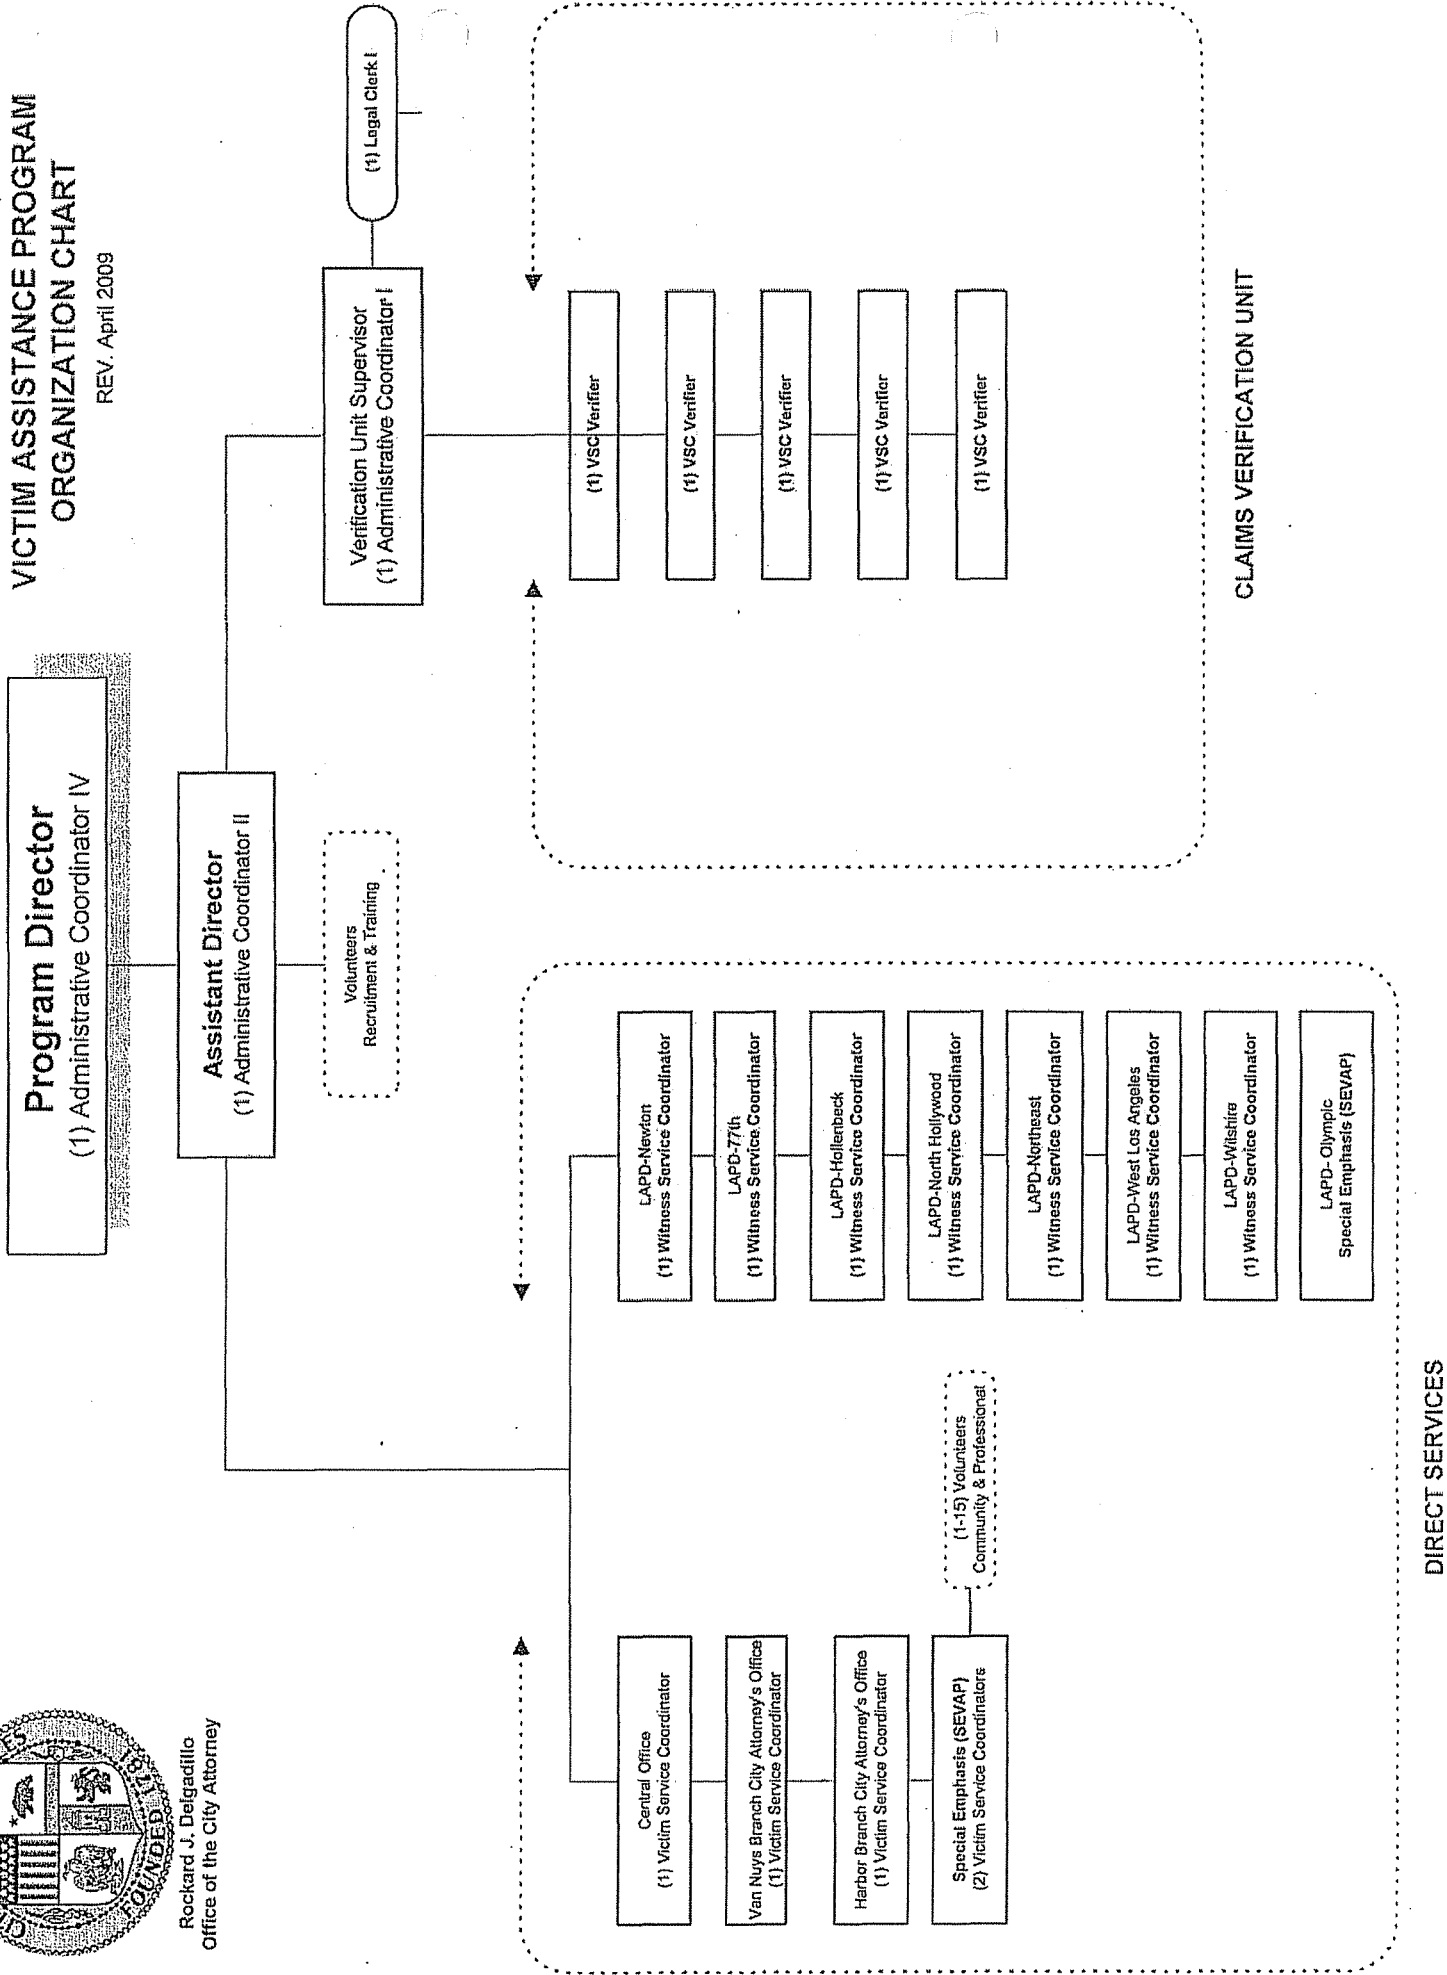 VICTIM ASSISTANCE PROGRAM
ORGANIZATION CHART
REV. April 2009
FOUNDED 1781
Rockard J. Delgadillo
Office of the City Attorney
Program Director
(1) Administrative Coordinator IV
Assistant Director
(1) Administrative Coordinator II
Volunteers
Recruitment & Training
Verification Unit Supervisor
(1) Administrative Coordinator I
(1) Legal Clerk I
Central Office
(1) Victim Service Coordinator
Van Nuys Branch City Attorney's Office
(1) Victim Service Coordinator
Harbor Branch City Attorney's Office
(1) Victim Service Coordinator
Special Emphasis (SEVAP)
(2) Victim Service Coordinators
(1-15) Volunteers
Community & Professional
LAPD-Newton
(1) Witness Service Coordinator
LAPD-77th
(1) Witness Service Coordinator
LAPD-Hollenbeck
(1) Witness Service Coordinator
LAPD-North Hollywood
(1) Witness Service Coordinator
LAPD-Northeast
(1) Witness Service Coordinator
LAPD-West Los Angeles
(1) Witness Service Coordinator
LAPD-Wilshire
(1) Witness Service Coordinator
LAPD- Olympic
Special Emphasis (SEVAP)
DIRECT SERVICES
(1) VSC Verifier
(1) VSC Verifier
(1) VSC Verifier
(1) VSC Verifier
(1) VSC Verifier
CLAIMS VERIFICATION UNIT